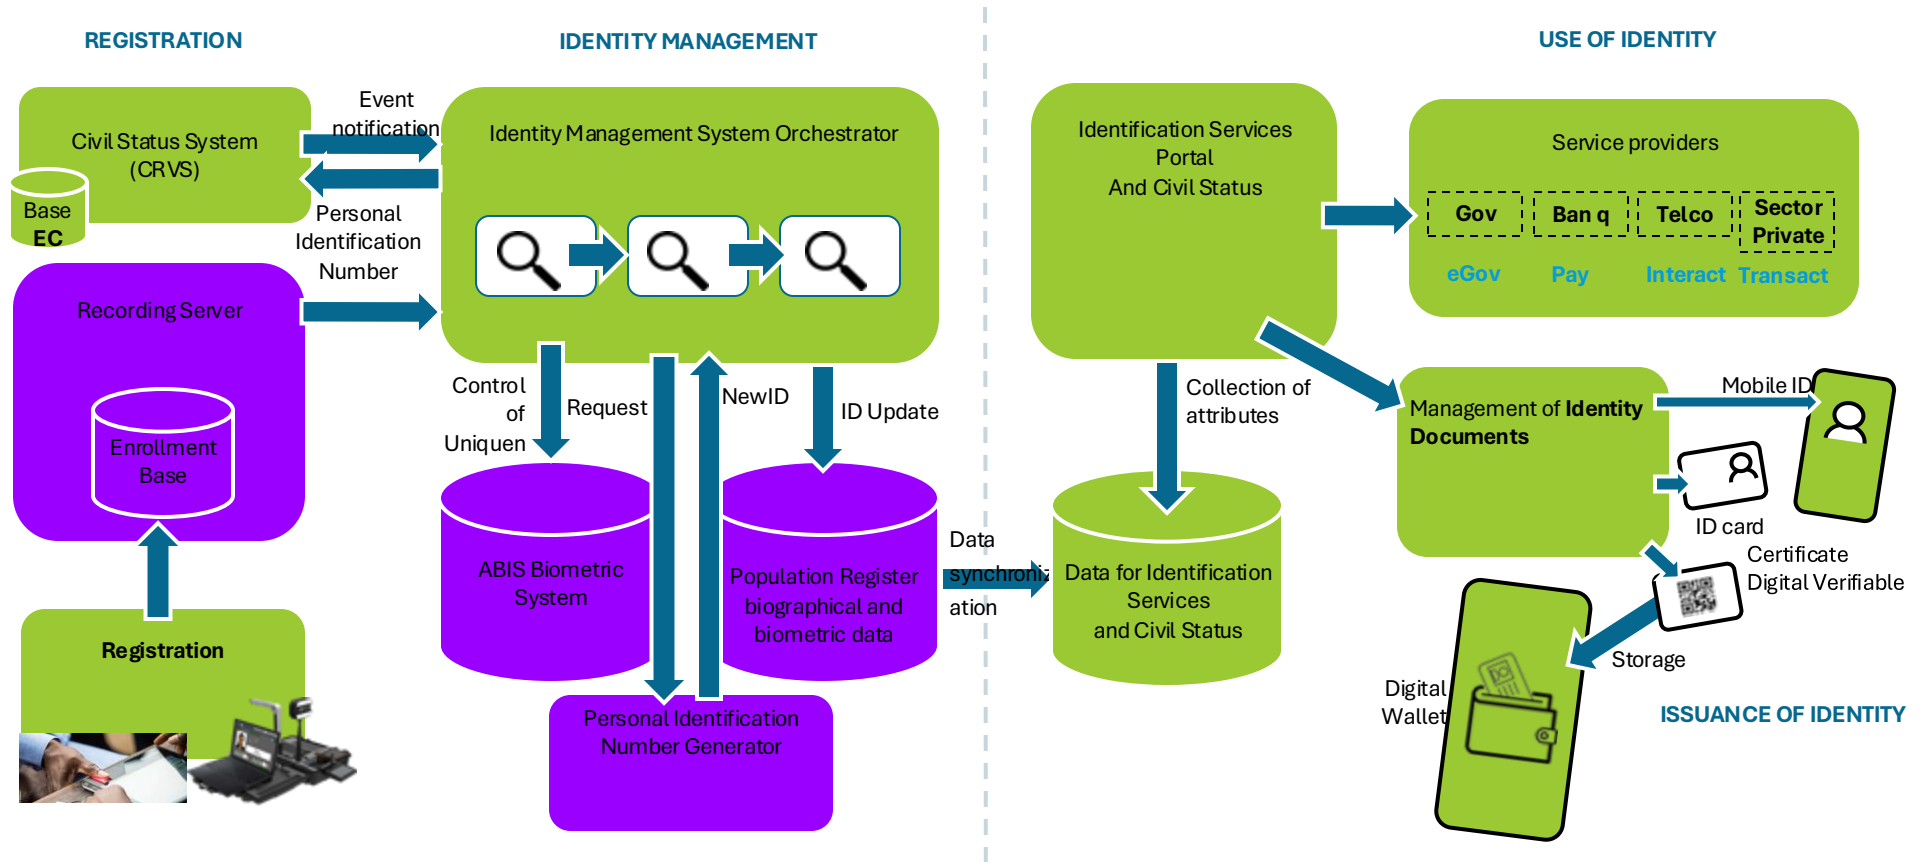 REGISTRATION
IDENTITY MANAGEMENT
USE OF IDENTITY
Civil Status System
(CRVS)
Base
EC
Event
notification
Personal
Identification
Number
Identity Management System Orchestrator
Recording Server
Enrollment
Base
Registration
Control
of
Uniquen
Request
NewID
ID Update
ABIS Biometric
System
Population Register
biographical and
biometric data
Personal Identification
Number Generator
Data
synchroniz
ation
Identification Services
Portal
And Civil Status
Collection of
attributes
Data for Identification
Services
and Civil Status
Service providers
Gov
Ban q
Telco
Sector
Private
eGov
Pay
Interact
Transact
Management of Identity
Documents
Mobile ID
ID card
Certificate
Digital Verifiable
Storage
Digital
Wallet
ISSUANCE OF IDENTITY